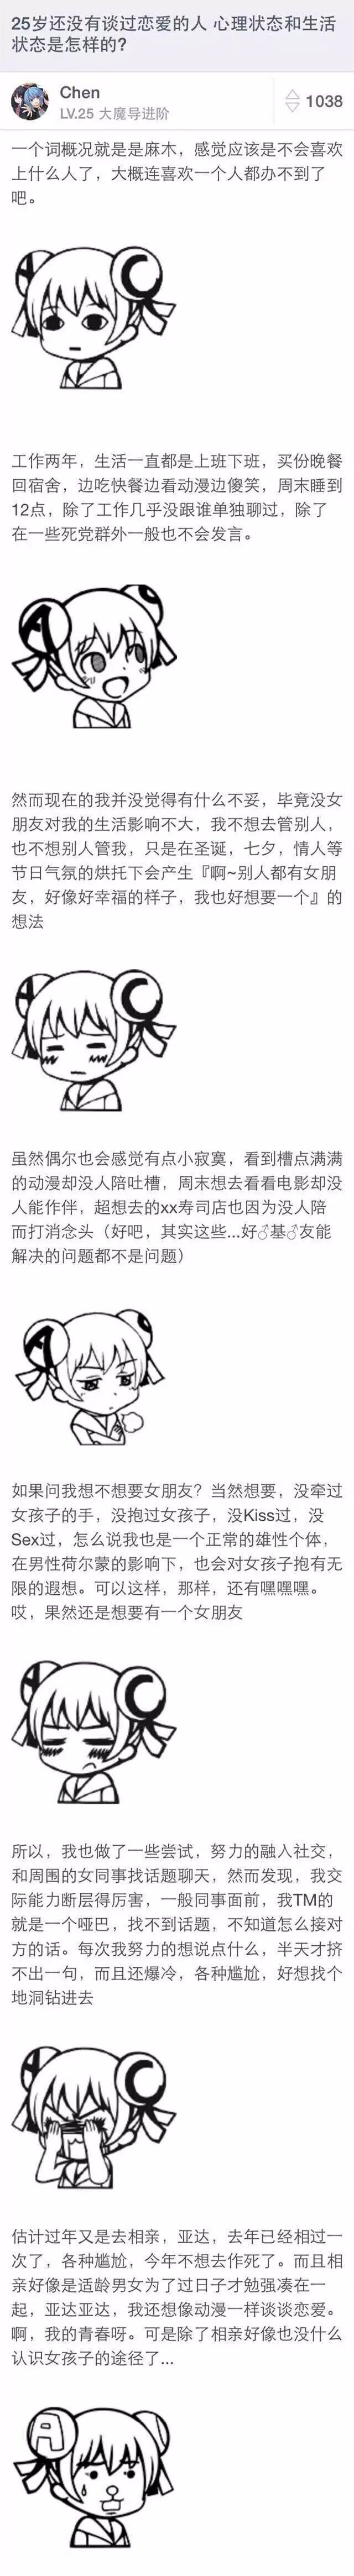 25岁还没有谈过恋爱的人 心理状态和生活
状态是怎样的?
Chen
1038
LV.25 大魔导进阶
一个词概况就是是麻木，感觉应该是不会喜欢
上什么人了，大概连喜欢一个人都办不到了
吧。
C
工作两年，生活一直都是上班下班，买份晚餐
回宿舍，边吃快餐边看动漫边傻笑，周末睡到
12点，除了工作几乎没跟谁单独聊过，除了
在一些死党群外一般也不会发言。
A
然而现在的我并没觉得有什么不妥，毕竟没女
朋友对我的生活影响不大，我不想去管别人，
也不想别人管我，只是在圣诞，七夕，情人等
节日气氛的烘托下会产生『啊~别人都有女朋
友，好像好幸福的样子，我也好想要一个』的
想法
C
虽然偶尔也会感觉有点小寂寞，看到槽点满满
的动漫却没人陪吐槽，周末想去看看电影却没
人能作伴，超想去的xx寿司店也因为没人陪
而打消念头（好吧，其实这些...好♂基♂友能
解决的问题都不是问题）
A
如果问我想不想要女朋友？当然想要，没牵过
女孩子的手，没抱过女孩子，没Kiss过，没
Sex过，怎么说我也是一个正常的雄性个体，
在男性荷尔蒙的影响下，也会对女孩子抱有无
限的遐想。可以这样，那样，还有嘿嘿嘿。
哎，果然还是想要有一个女朋友
C
所以，我也做了一些尝试，努力的融入社交，
和周围的女同事找话题聊天，然而发现，我交
际能力断层得厉害，一般同事面前，我TM的
就是一个哑巴，找不到话题，不知道怎么接对
方的话。每次我努力的想说点什么，半天才挤
不出一句，而且还爆冷，各种尴尬，好想找个
地洞钻进去
C
估计过年又是去相亲，亚达，去年已经相过一
次了，各种尴尬，今年不想去作死了。而且相
亲好像是适龄男女为了过日子才勉强凑在一
起，亚达亚达，我还想像动漫一样谈谈恋爱。
啊，我的青春呀。可是除了相亲好像也没什么
认识女孩子的途径了...
A